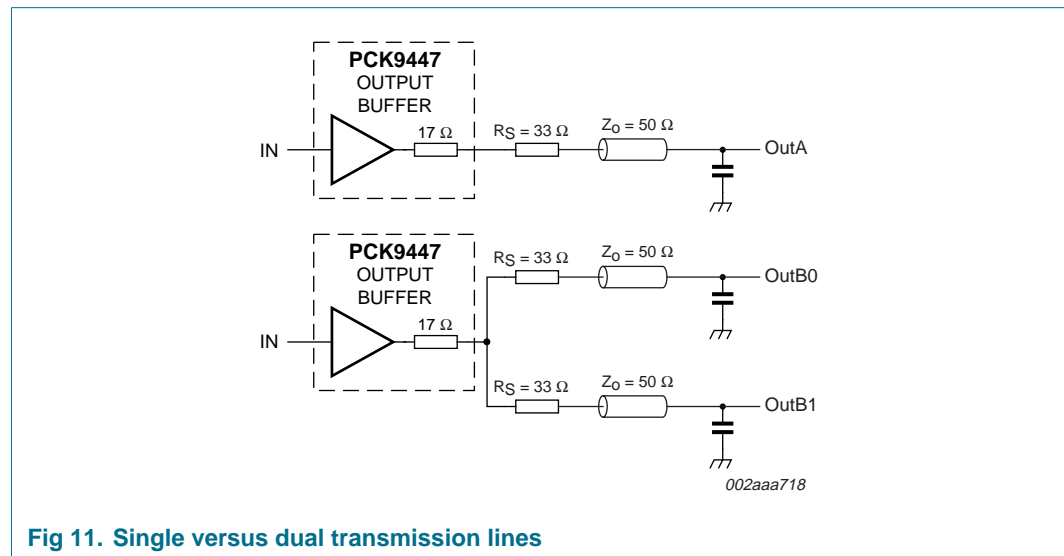 PCK9447
OUTPUT
BUFFER
IN
17 Ω
RS = 33 Ω
Zo = 50 Ω
OutA
PCK9447
OUTPUT
BUFFER
IN
17 Ω
RS = 33 Ω
Zo = 50 Ω
OutB0
RS = 33 Ω
Zo = 50 Ω
OutB1
002aaa718
Fig 11. Single versus dual transmission lines